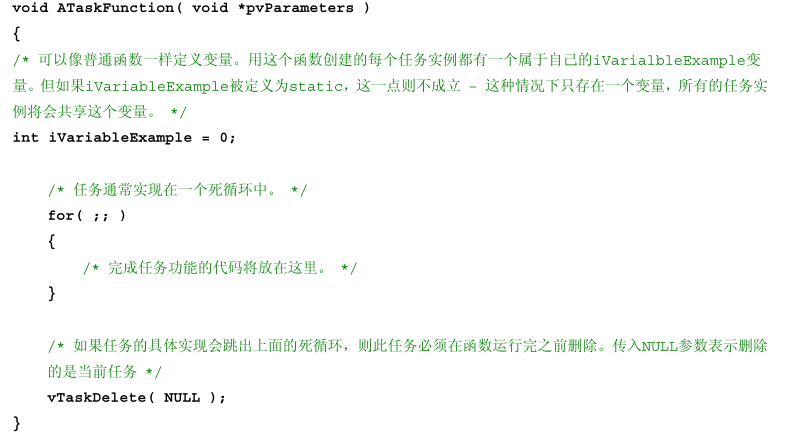 void ATaskFunction( void *pvParameters )
{
/* 可以像普通函数一样定义变量。用这个函数创建的每个任务实例都有一个属于自己的iVarialbleExample变
量。但如果iVariableExample被定义为static，这一点则不成立 – 这种情况下只存在一个变量，所有的任务实
例将会共享这个变量。 */
int iVariableExample = 0;
/* 任务通常实现在一个死循环中。 */
for( ;; )
{
/* 完成任务功能的代码将放在这里。 */
}
/* 如果任务的具体实现会跳出上面的死循环，则此任务必须在函数运行完之前删除。传入NULL参数表示删除
的是当前任务 */
vTaskDelete( NULL );
}